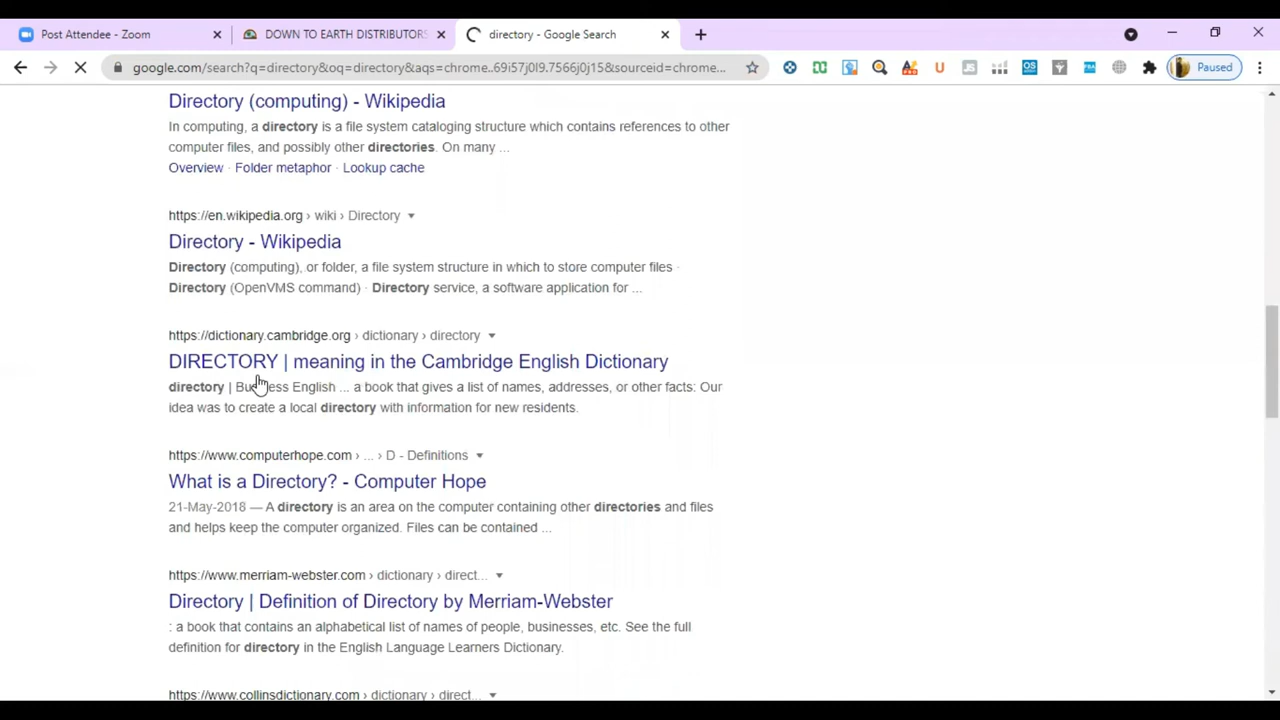 Post Attendee - Zoom
DOWN TO EARTH DISTRIBUTORS
directory - Google Search
google.com/search?q=directory&oq=directory&aqs=chrome...69i57j0l9.7566j0j15&sourceid=chrome...
Paused
Directory (computing) - Wikipedia
In computing, a directory is a file system cataloging structure which contains references to other
computer files, and possibly other directories. On many ...
Overview · Folder metaphor · Lookup cache
https://en.wikipedia.org › wiki › Directory
Directory - Wikipedia
Directory (computing), or folder, a file system structure in which to store computer files ·
Directory (OpenVMS command) · Directory service, a software application for ...
https://dictionary.cambridge.org › dictionary › directory
DIRECTORY | meaning in the Cambridge English Dictionary
directory | Business English ... a book that gives a list of names, addresses, or other facts: Our
idea was to create a local directory with information for new residents.
https://www.computerhope.com › ... › D - Definitions
What is a Directory? - Computer Hope
21-May-2018 — A directory is an area on the computer containing other directories and files
and helps keep the computer organized. Files can be contained ...
https://www.merriam-webster.com › dictionary › direct...
Directory | Definition of Directory by Merriam-Webster
: a book that contains an alphabetical list of names of people, businesses, etc. See the full
definition for directory in the English Language Learners Dictionary.
https://www.collinsdictionary.com › dictionary › direct...